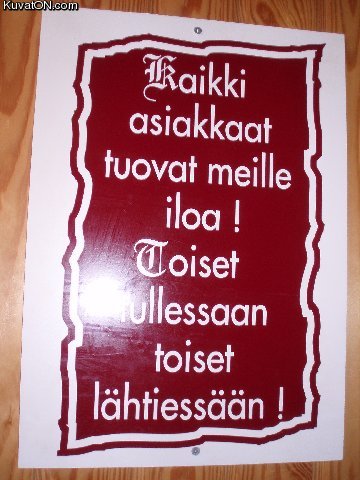 KuvatON.com
Kaikki
asiakkaat
tuovat meille
iloa !
Toiset
tullessaan
toiset
lähtiessään !